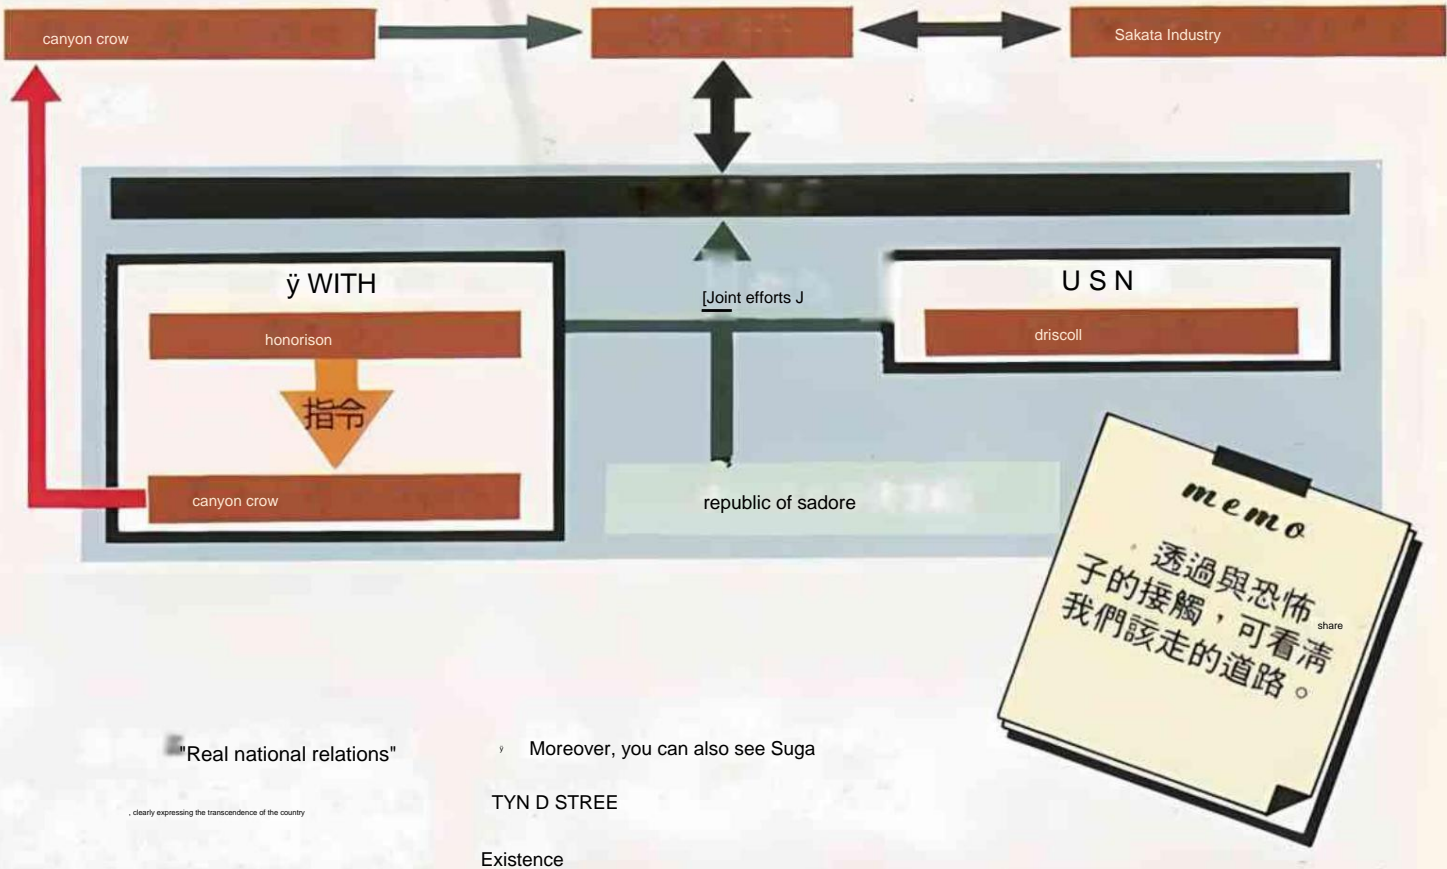 canyon crow
Sakata Industry
ÿ WITH
U S N
[Joint efforts J
honorison
driscoll
指令
canyon crow
republic of sadore
memo
透過與恐怖
share
子的接觸，可看清
我們該走的道路。
"Real national relations"
, clearly expressing the transcendence of the country
ÿ Moreover, you can also see Suga
TYN D STREE
Existence